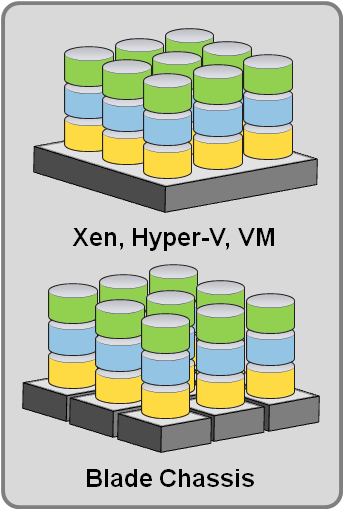 Xen, Hyper-V, VM
Blade Chassis